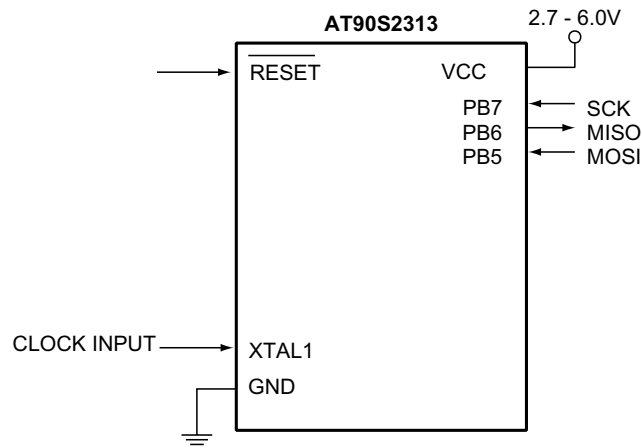 AT90S2313
2.7 - 6.0V
RESET
VCC
PB7
SCK
PB6
MISO
PB5
MOSI
CLOCK INPUT
XTAL1
GND